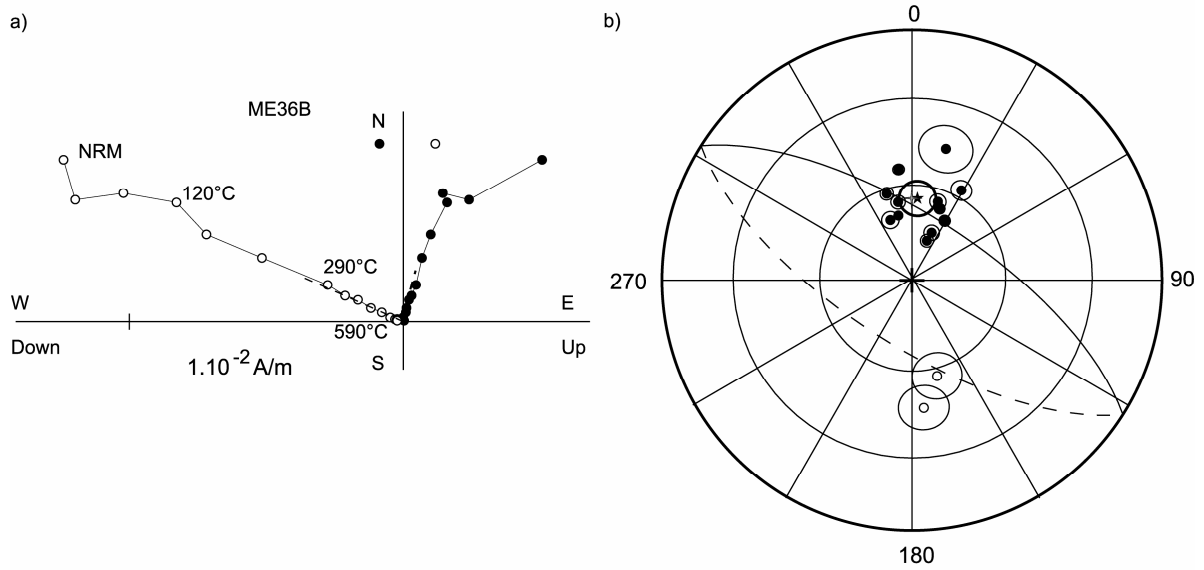 a)
ME36B
N
NRM
120°C
290°C
W
E
590°C
Down
Up
1.10⁻² A/m
S
b)
0
270
90
180